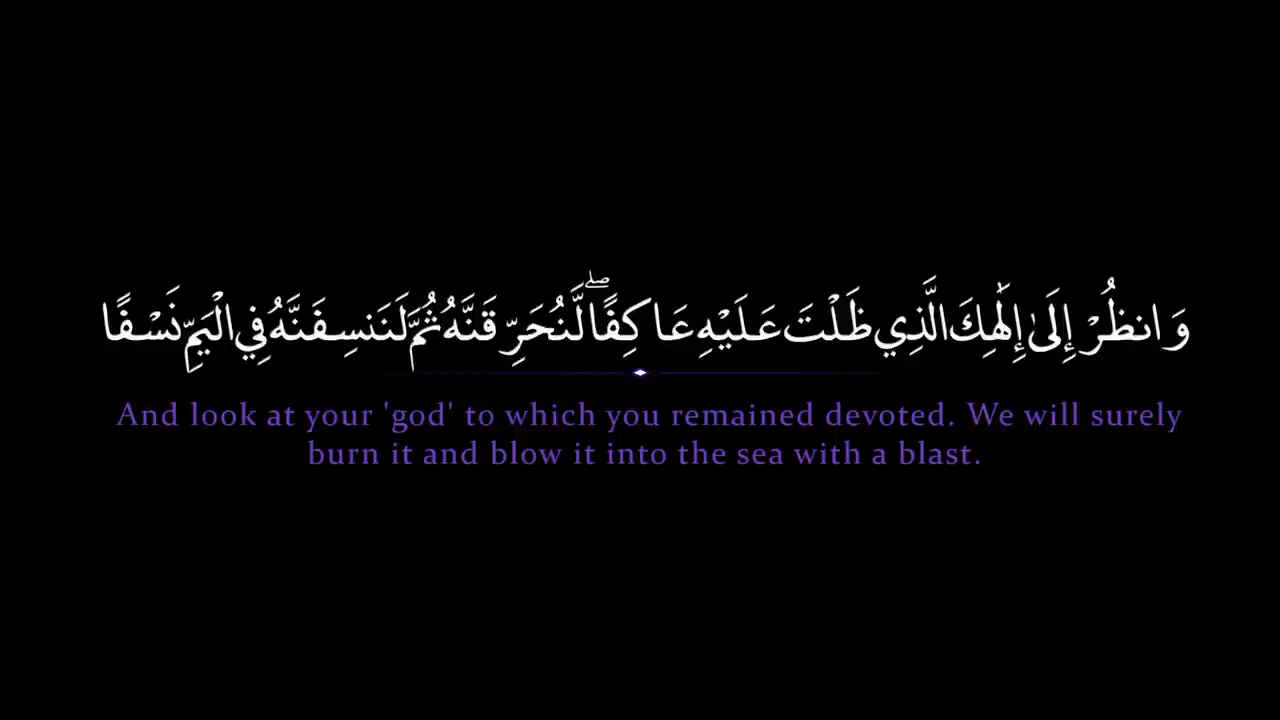 وَانظُرْ إِلَىٰ إِلَٰهِكَ الَّذِي ظَلْتَ عَلَيْهِ عَاكِفًا ۖ لَّنُحَرِّقَنَّهُ ثُمَّ لَنَنسِفَنَّهُ فِي الْيَمِّ نَسْفًا
And look at your 'god' to which you remained devoted. We will surely
burn it and blow it into the sea with a blast.